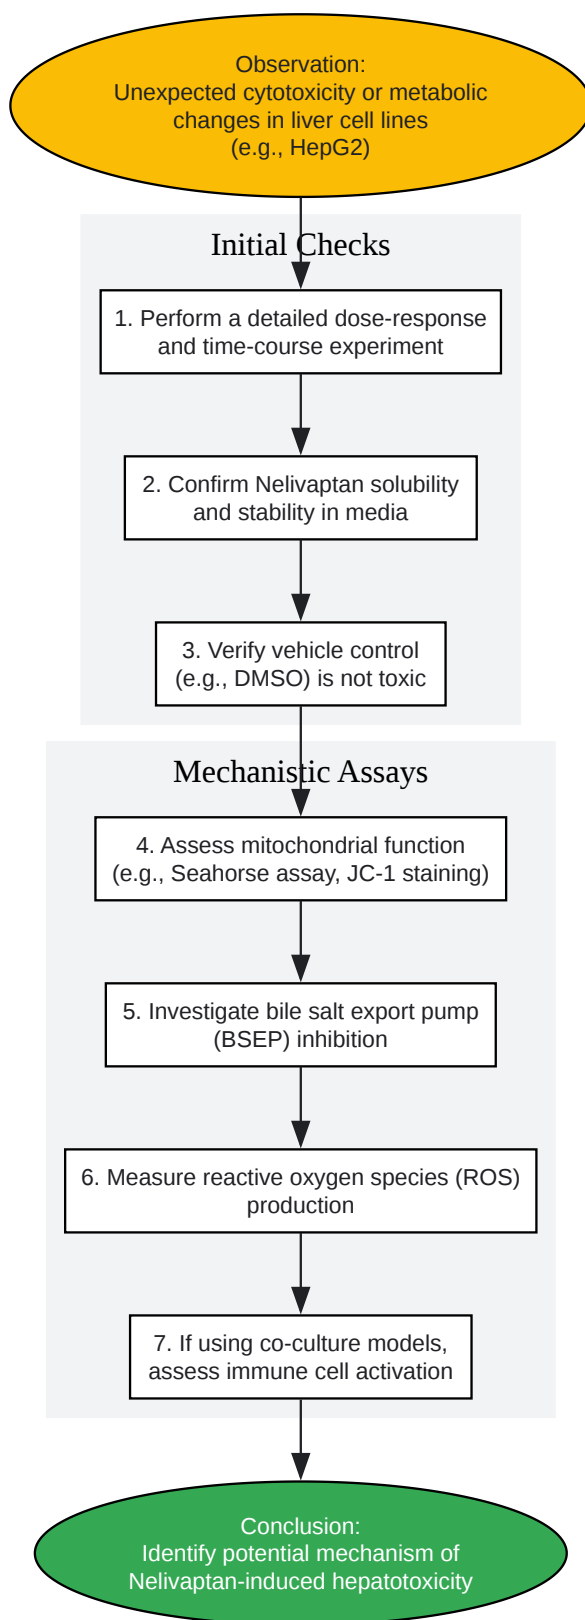 Observation:
Unexpected cytotoxicity or metabolic
changes in liver cell lines
(e.g., HepG2)
Initial Checks
1. Perform a detailed dose-response
and time-course experiment
2. Confirm Nelivaptan solubility
and stability in media
3. Verify vehicle control
(e.g., DMSO) is not toxic
Mechanistic Assays
4. Assess mitochondrial function
(e.g., Seahorse assay, JC-1 staining)
5. Investigate bile salt export pump
(BSEP) inhibition
6. Measure reactive oxygen species (ROS)
production
7. If using co-culture models,
assess immune cell activation
Conclusion:
Identify potential mechanism of
Nelivaptan-induced hepatotoxicity